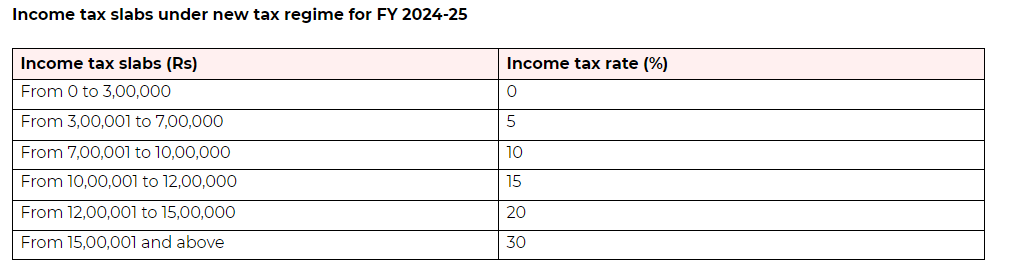 Income tax slabs under new tax regime for FY 2024-25
Income tax slabs (Rs) Income tax rate (%)
From 0 to 3,00,000 0
From 3,00,001 to 7,00,000 5
From 7,00,001 to 10,00,000 10
From 10,00,001 to 12,00,000 15
From 12,00,001 to 15,00,000 20
From 15,00,001 and above 30